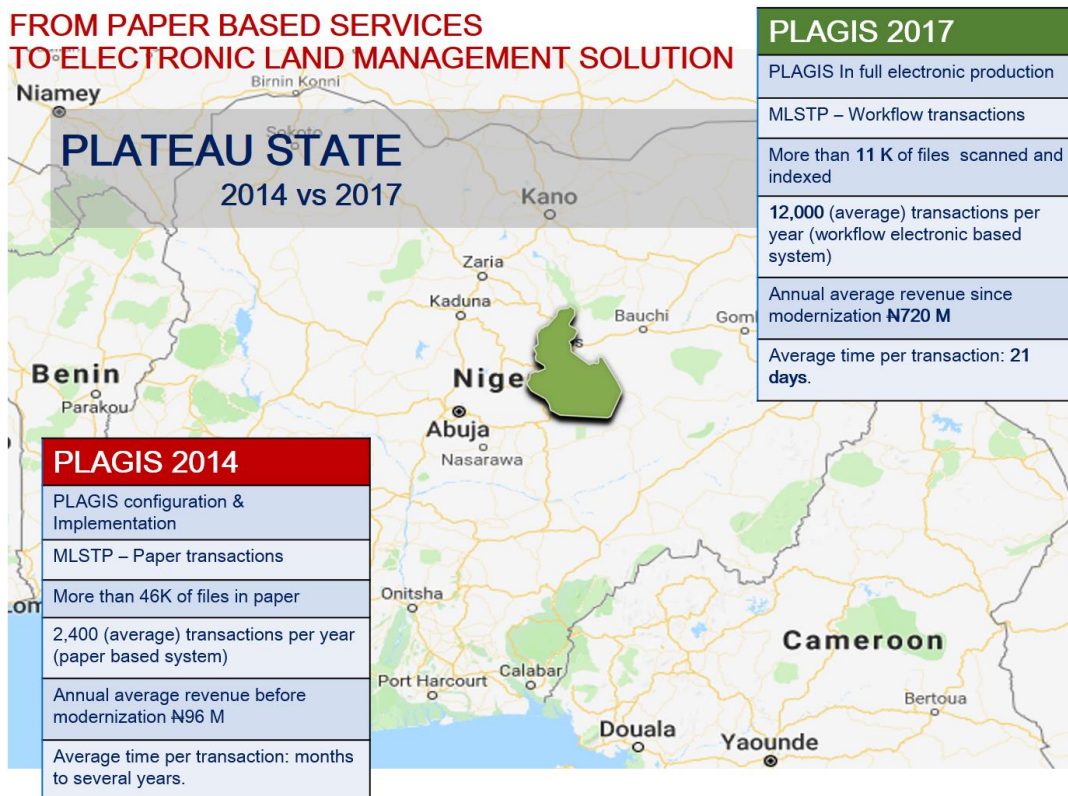 FROM PAPER BASED SERVICES
TO ELECTRONIC LAND MANAGEMENT SOLUTION
PLATEAU STATE
2014 vs 2017
PLAGIS 2017
PLAGIS In full electronic production
MLSTP – Workflow transactions
More than 11 K of files scanned and
indexed
12,000 (average) transactions per
year (workflow electronic based
system)
Annual average revenue since
modernization ₦720 M
Average time per transaction: 21
days.
PLAGIS 2014
PLAGIS configuration &
Implementation
MLSTP – Paper transactions
More than 46K of files in paper
2,400 (average) transactions per year
(paper based system)
Annual average revenue before
modernization ₦96 M
Average time per transaction: months
to several years.
Niamey
Birnin Konni
Sokoto
Kano
Zaria
Kaduna
Bauchi
Benin
Parakou
Abuja
Nasarawa
Onitsha
Port Harcourt
Calabar
Cameroon
Bertoua
Douala
Yaounde